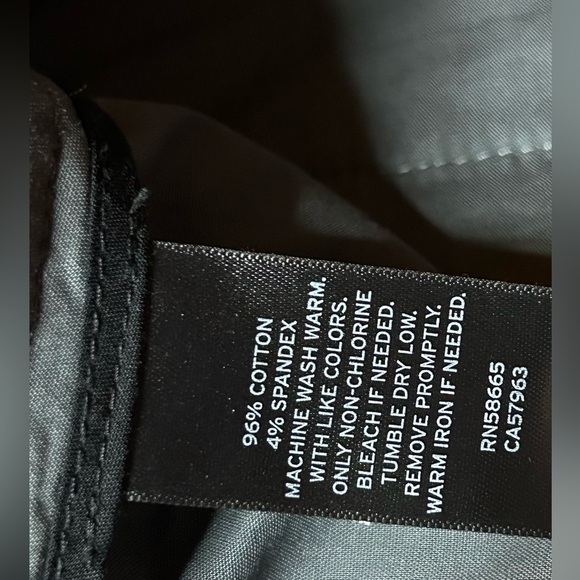 96% COTTON
4% SPANDEX
MACHINE WASH WARM.
WITH LIKE COLORS.
ONLY NON-CHLORINE
BLEACH IF NEEDED.
TUMBLE DRY LOW.
REMOVE PROMPTLY.
WARM IRON IF NEEDED.
RN58665
CA57963